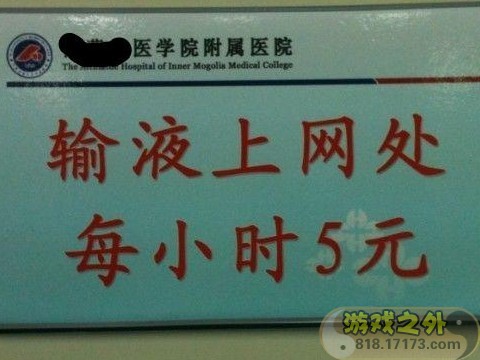 医学院附属医院
The Hospital of Inner Mogolia Medical College
输液上网处
每小时5元
游戏之外
818.17173.com